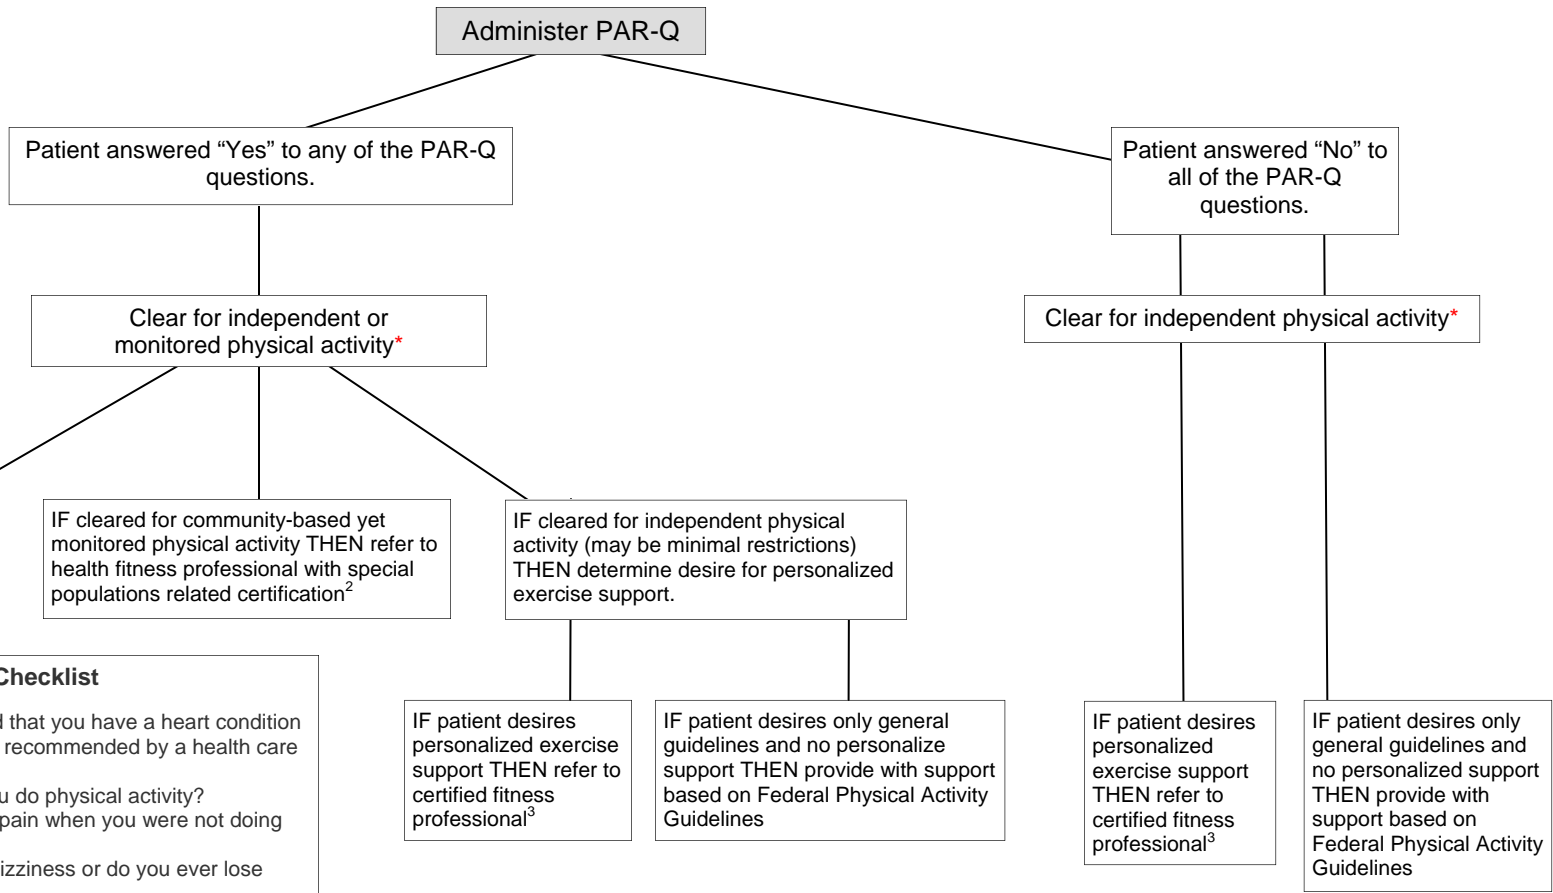 Administer PAR-Q
Patient answered “Yes” to any of the PAR-Q
questions.
Patient answered “No” to
all of the PAR-Q
questions.
Clear for independent or
monitored physical activity*
Clear for independent physical activity*
IF cleared for community-based yet
monitored physical activity THEN refer to
health fitness professional with special
populations related certification2
IF cleared for independent physical
activity (may be minimal restrictions)
THEN determine desire for personalized
exercise support.
Checklist
that you have a heart condition
recommended by a health care
do physical activity?
pain when you were not doing
or do you ever lose
IF patient desires
personalized exercise
support THEN refer to
certified fitness
professional3
IF patient desires only general
guidelines and no personalize
support THEN provide with support
based on Federal Physical Activity
Guidelines
IF patient desires
personalized
exercise support
THEN refer to
certified fitness
professional3
IF patient desires only
general guidelines and
no personalized support
THEN provide with
support based on
Federal Physical Activity
Guidelines